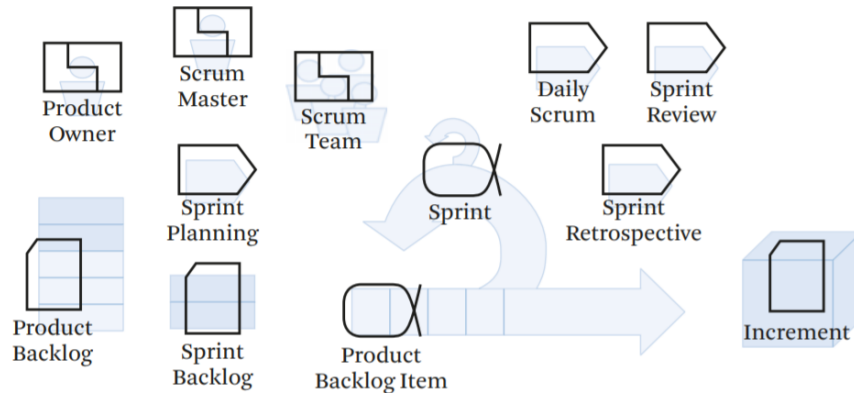 Product
Owner
Scrum
Master
Scrum
Team
Daily
Scrum
Sprint
Review
Sprint
Planning
Sprint
Sprint
Retrospective
Product
Backlog
Sprint
Backlog
Product
Backlog Item
Increment